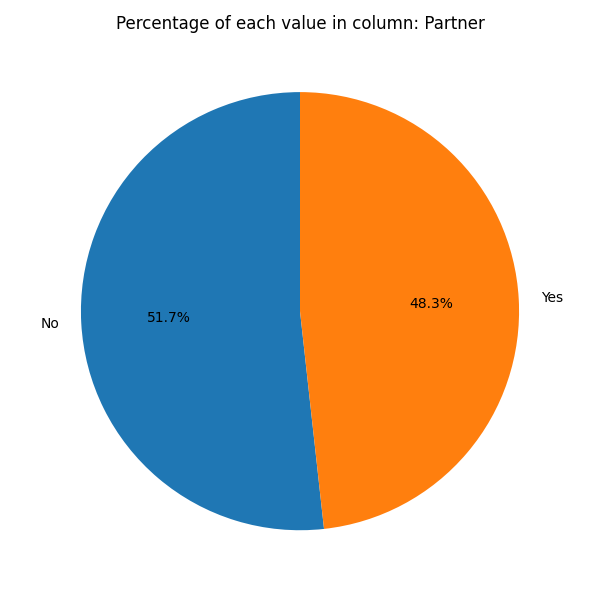 Percentage of each value in column: Partner
48.3%
Yes
51.7%
No